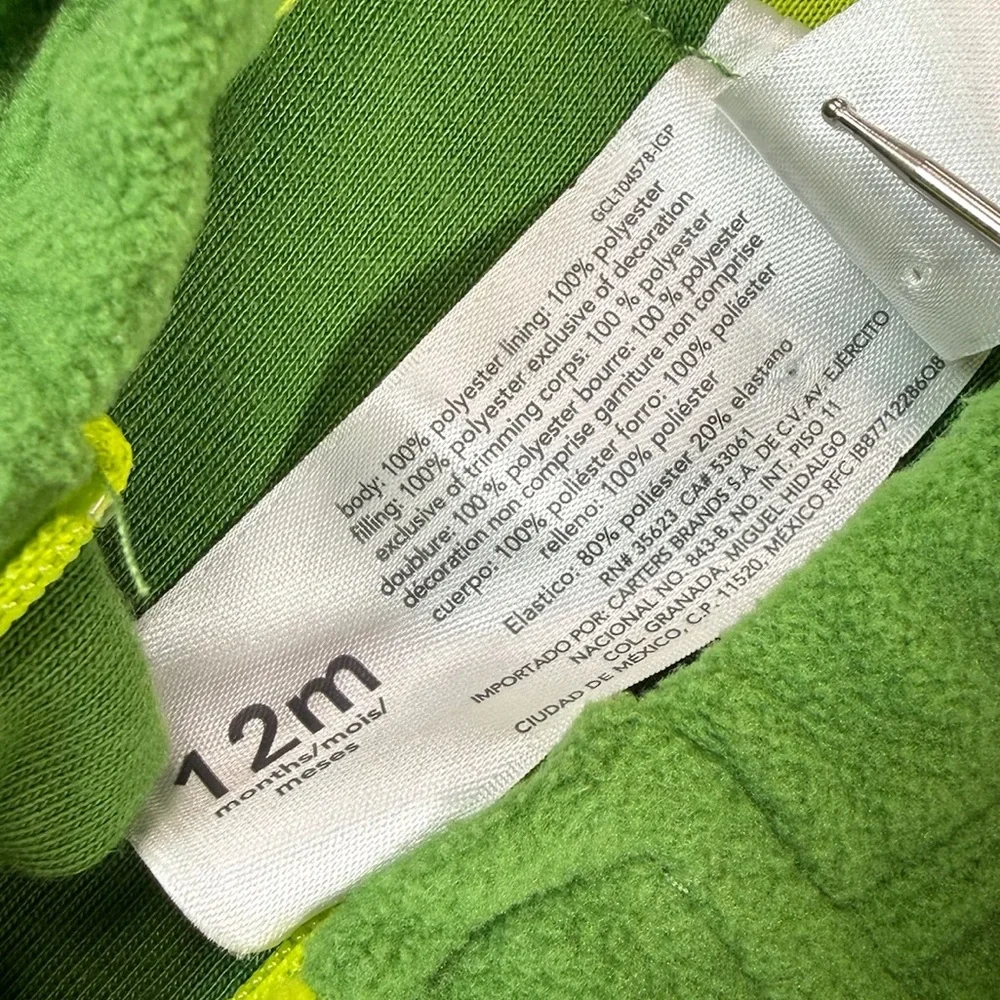 GCL104578-IGP
body: 100% polyester lining: 100% polyester
filling: 100% polyester exclusive of decoration
exclusive of trimming corps: 100 % polyester
doublure: 100 % polyester bourre: 100 % polyester
décoration non comprise garniture non comprise
cuerpo: 100% poliéster forro: 100% poliéster
relleno: 100% poliéster
Elastico: 80% poliéster 20% elastano
RN# 35623 CA# 53061
IMPORTADO POR: CARTERS BRANDS S.A. DE C.V. AV. EJÉRCITO
NACIONAL NO. 843-B, NO. INT. PISO 11
COL. GRANADA, MIGUEL HIDALGO
CIUDAD DE MÉXICO, C.P. 11520, MÉXICO RFC IBB7712286Q8
12m
months/mois/
meses